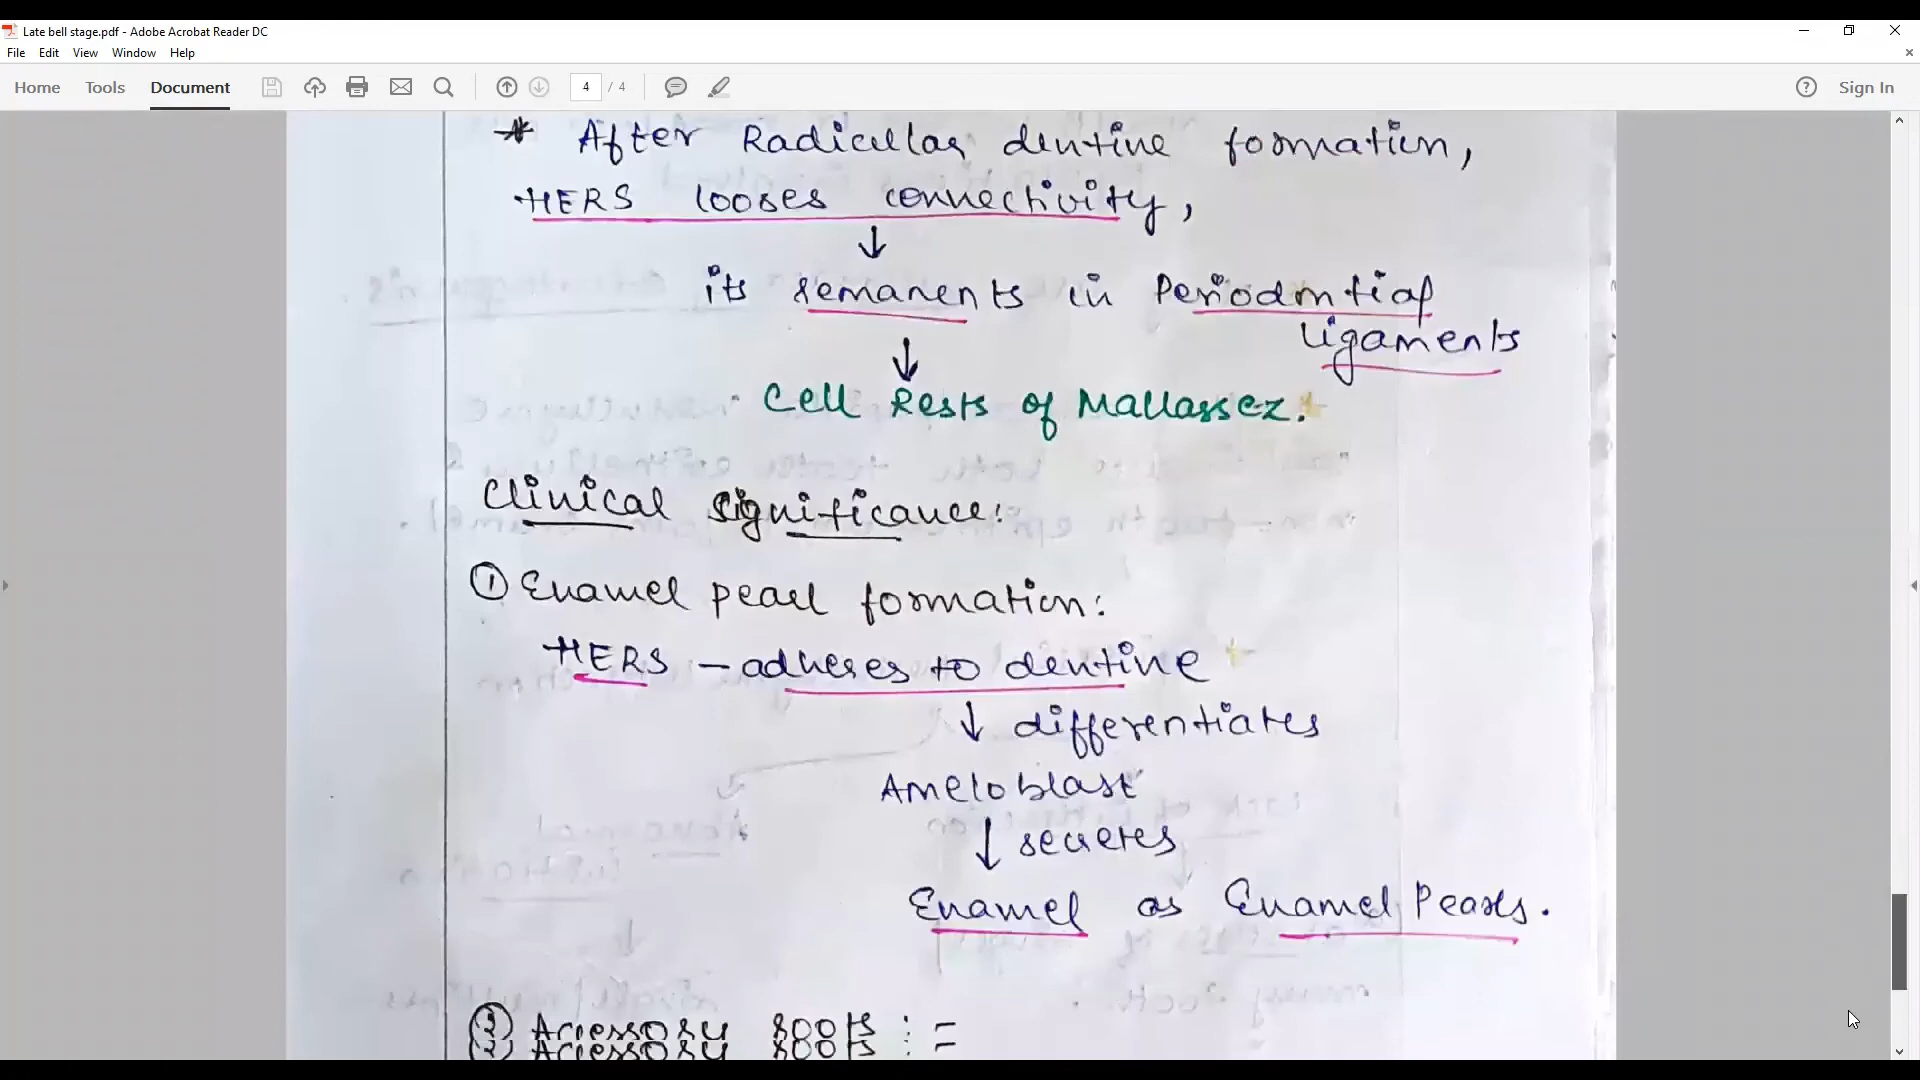 Late bell stage.pdf - Adobe Acrobat Reader DC
File Edit View Window Help
Home Tools Document 4 / 4 Sign In
* After Radicular dentine formation,
HERS looses connectivity,
↓
its remanents in Periodontial
ligaments
↓
Cell Rests of Mallassez.
Clinical significance:
① Enamel pearl formation:
HERS – adheres to dentine
↓ differentiates
Ameloblast
↓ secretes
Enamel as Enamel Pearls.
② Accessory roots : =